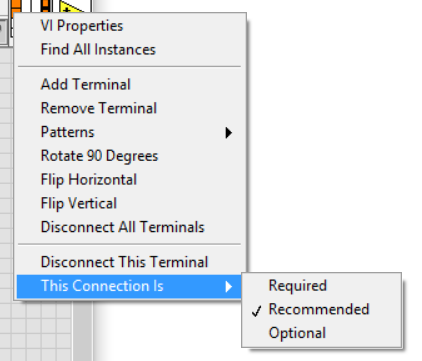 VI Properties
Find All Instances
Add Terminal
Remove Terminal
Patterns
Rotate 90 Degrees
Flip Horizontal
Flip Vertical
Disconnect All Terminals
Disconnect This Terminal
This Connection Is
Required
Recommended
Optional